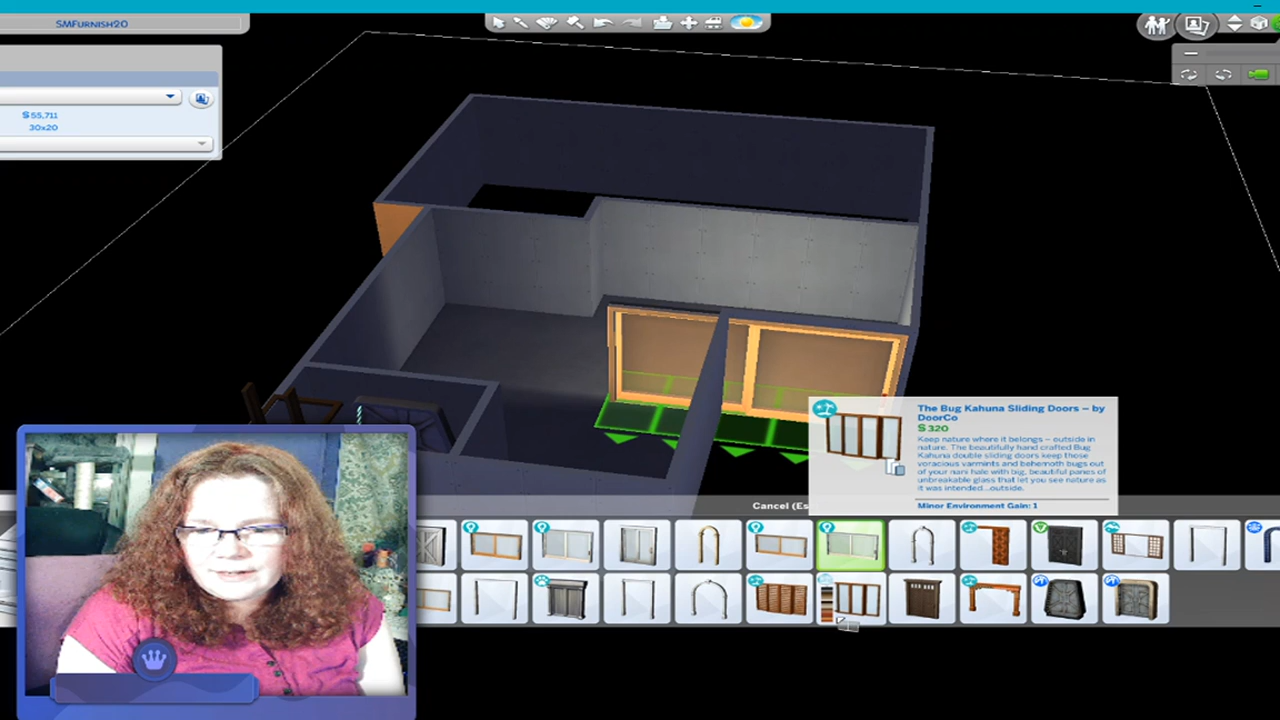 SMFurnish20
§55,711
30x20
The Bug Kahuna Sliding Doors – by
DoorCo
§320
Keep nature where it belongs – outside in
nature. The beautifully hand crafted Bug
Kahuna double sliding doors keep those
voracious varmints and behemoth bugs out
of your nani hale with big, beautiful panes of
unbreakable glass that let you see nature as
it was intended...outside.
Minor Environment Gain: 1
Cancel (Es